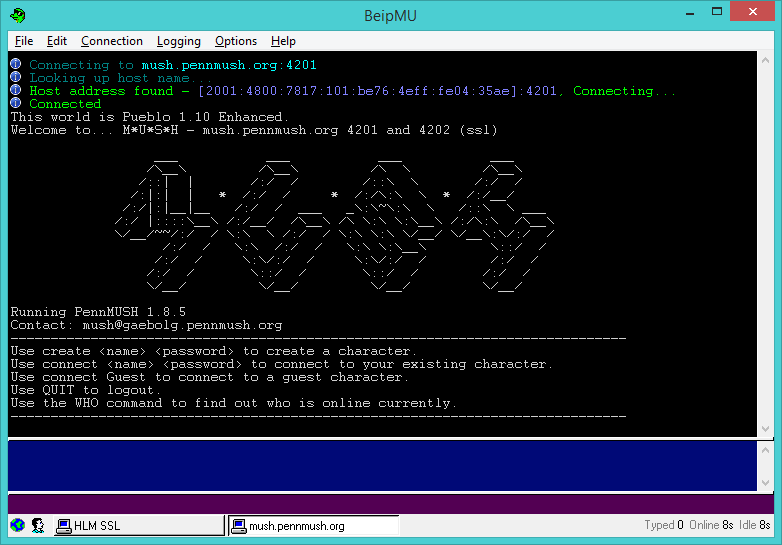 BeipMU
File Edit Connection Logging Options Help
Connecting to mush.pennmush.org:4201
Looking up host name...
Host address found - [2001:4800:7817:101:be76:4eff:fe04:35ae]:4201, Connecting...
Connected
This world is Pueblo 1.10 Enhanced.
Welcome to... M*U*S*H - mush.pennmush.org 4201 and 4202 (ssl)
M * U * S * H
Running PennMUSH 1.8.5
Contact: mush@gaebolg.pennmush.org
-----------------------------------------------------------------------------
Use create <name> <password> to create a character.
Use connect <name> <password> to connect to your existing character.
Use connect Guest to connect to a guest character.
Use QUIT to logout.
Use the WHO command to find out who is online currently.
-----------------------------------------------------------------------------
HLM SSL
mush.pennmush.org
Typed 0 Online 8s Idle 8s